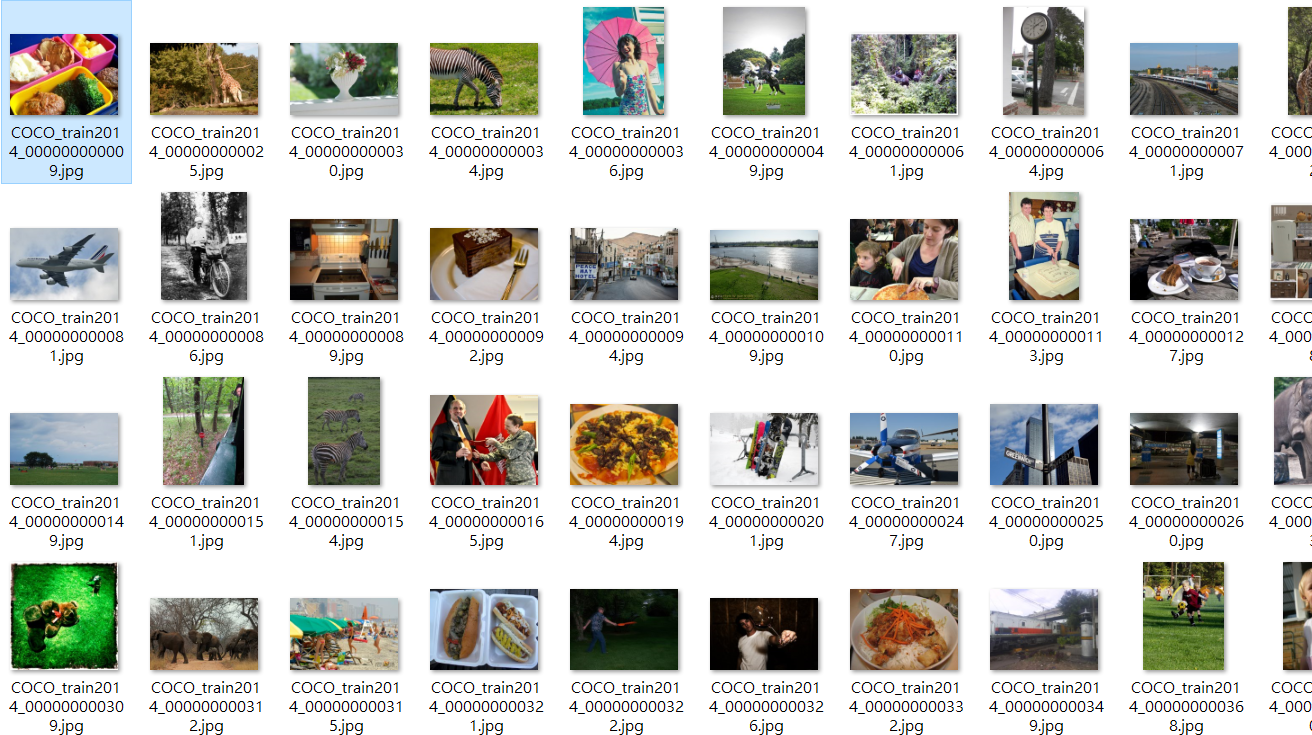 COCO_train201
4_00000000000
9.jpg
COCO_train201
4_00000000002
5.jpg
COCO_train201
4_00000000003
0.jpg
COCO_train201
4_00000000003
4.jpg
COCO_train201
4_00000000003
6.jpg
COCO_train201
4_00000000004
9.jpg
COCO_train201
4_00000000006
1.jpg
COCO_train201
4_00000000006
4.jpg
COCO_train201
4_00000000007
1.jpg
COCO_train201
4_00000000008
1.jpg
COCO_train201
4_00000000008
6.jpg
COCO_train201
4_00000000008
9.jpg
COCO_train201
4_00000000009
2.jpg
PEACE
WAY
HOTEL
COCO_train201
4_00000000009
4.jpg
COCO_train201
4_00000000010
9.jpg
COCO_train201
4_00000000011
0.jpg
COCO_train201
4_00000000011
3.jpg
COCO_train201
4_00000000012
7.jpg
COCO_train201
4_00000000014
9.jpg
COCO_train201
4_00000000015
1.jpg
COCO_train201
4_00000000015
4.jpg
COCO_train201
4_00000000016
5.jpg
COCO_train201
4_00000000019
4.jpg
COCO_train201
4_00000000020
1.jpg
COCO_train201
4_00000000024
7.jpg
GREENWICH
COCO_train201
4_00000000025
0.jpg
COCO_train201
4_00000000026
0.jpg
COCO_train201
4_00000000030
9.jpg
COCO_train201
4_00000000031
2.jpg
COCO_train201
4_00000000031
5.jpg
COCO_train201
4_00000000032
1.jpg
COCO_train201
4_00000000032
2.jpg
COCO_train201
4_00000000032
6.jpg
COCO_train201
4_00000000033
2.jpg
COCO_train201
4_00000000034
9.jpg
COCO_train201
4_00000000036
8.jpg